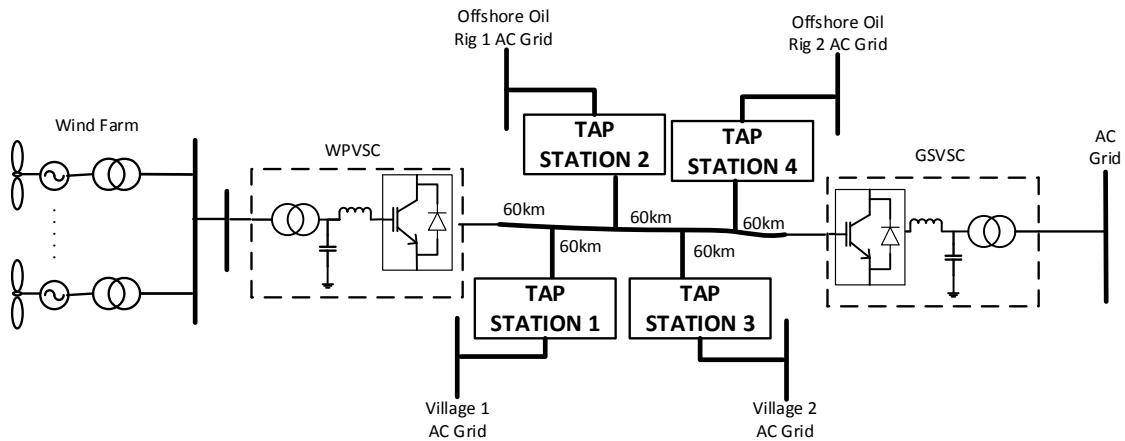 Offshore Oil
Rig 1 AC Grid
Offshore Oil
Rig 2 AC Grid
Wind Farm
WPVSC
TAP
STATION 2
TAP
STATION 4
GSVSC
AC
Grid
60km
60km
60km
60km
60km
TAP
STATION 1
TAP
STATION 3
Village 1
AC Grid
Village 2
AC Grid